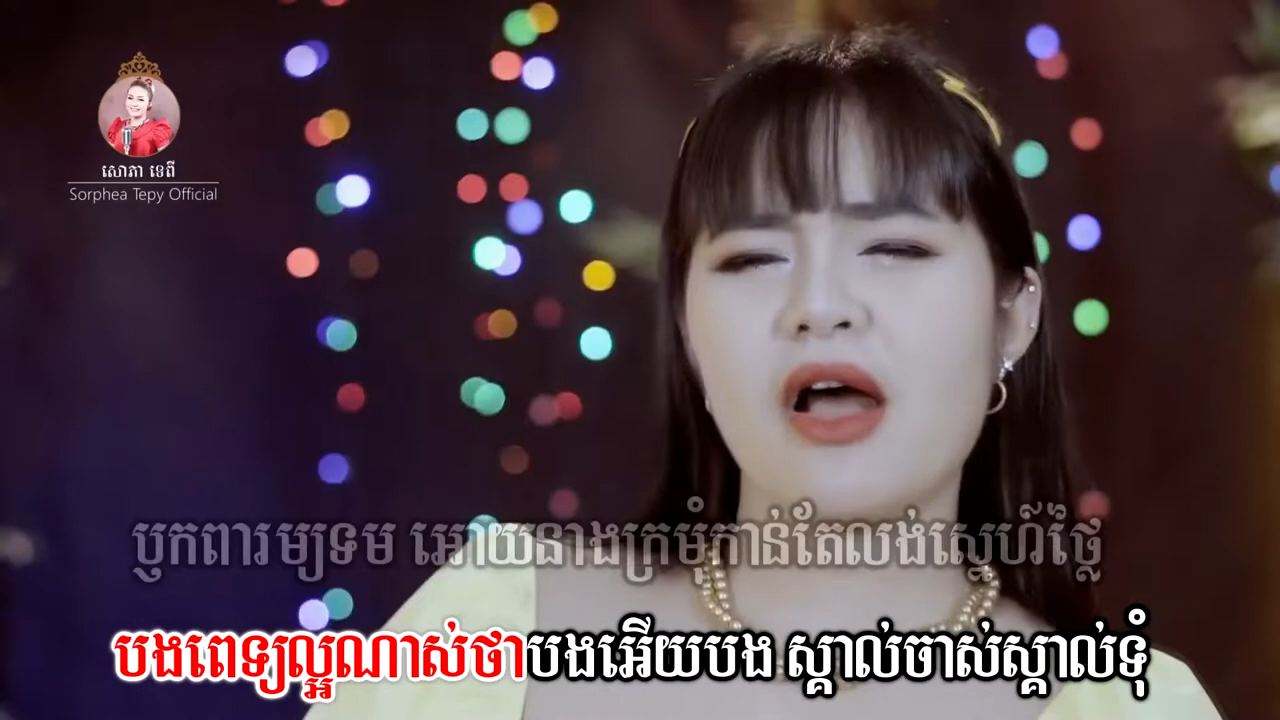 សោភា ទេពី
Sorphea Tepy Official
ប្ញកពារម្យទម អោយនាងក្រមុំកាន់តែលង់ស្នេហ៍ថ្លៃ
បងពេទ្យល្អណាស់ថាបងអើយបង ស្គាល់ចាស់ស្គាល់ទុំ